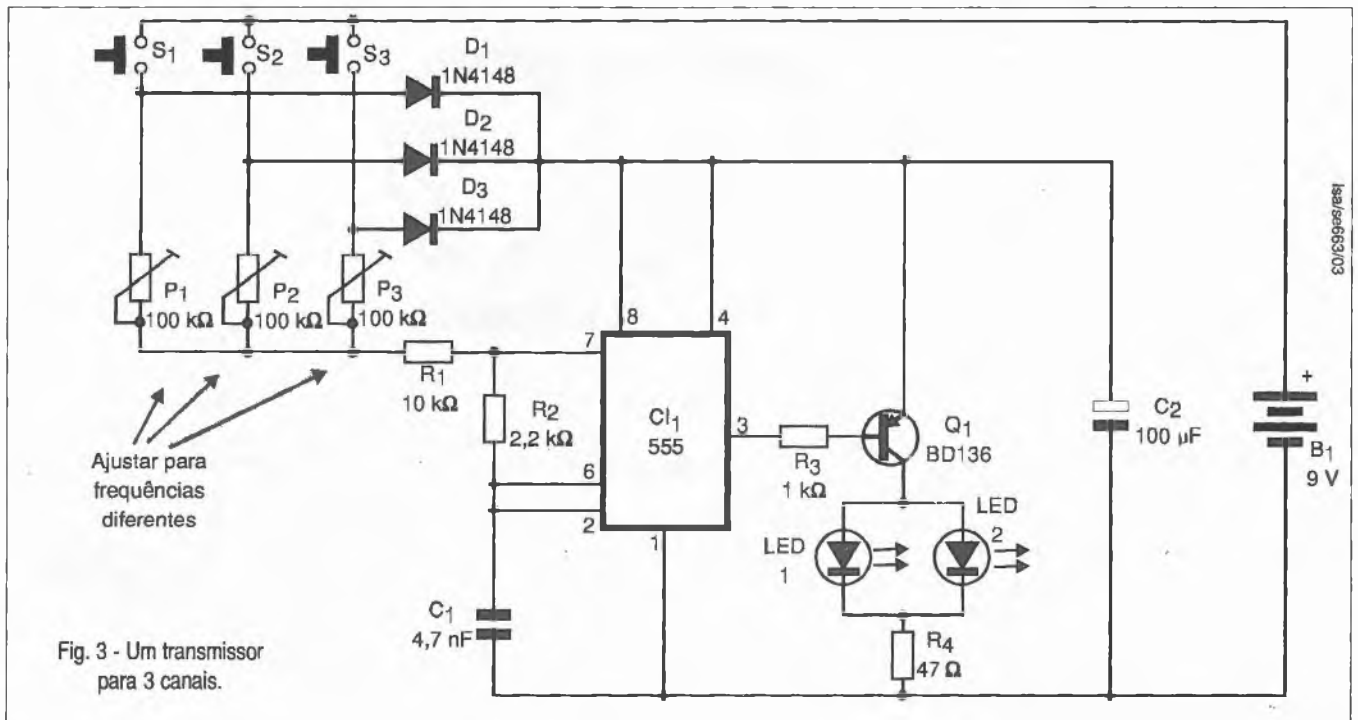 S1
S2
S3
D1
1N4148
D2
1N4148
D3
1N4148
P1
100 kΩ
P2
100 kΩ
P3
100 kΩ
R1
10 kΩ
R2
2,2 kΩ
7
8
4
6
2
1
3
CI1
555
R3
1 kΩ
Q1
BD136
LED
1
LED
2
R4
47 Ω
C1
4,7 nF
C2
100 µF
+
B1
9 V
Ajustar para
frequências
diferentes
Fig. 3 - Um transmissor
para 3 canais.
Isa/se663/03